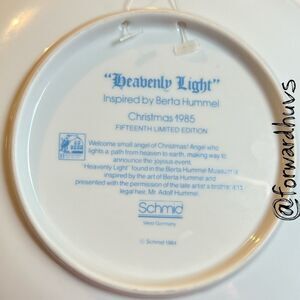 "Heavenly Light"
Inspired by Berta Hummel
Christmas 1985
FIFTEENTH LIMITED EDITION
Welcome small angel of Christmas! Angel who
lights a path from heaven to earth, making way to
announce the joyous event.
"Heavenly Light" found in the Berta Hummel Museum is
inspired by the art of Berta Hummel and
presented with the permission of the late artist's brother and
legal heir, Mr. Adolf Hummel.
Schmid
West Germany
© Schmid 1984
@forwardhuvs